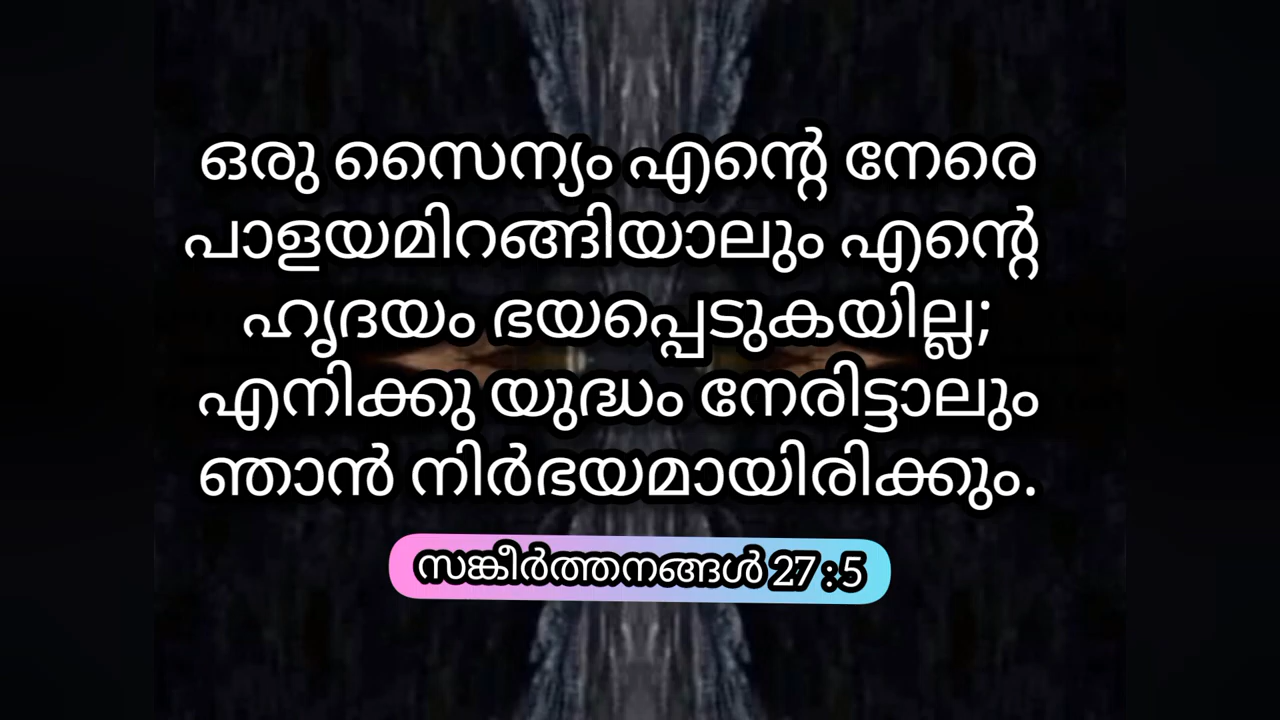 ഒരു സൈന്യം എന്റെ നേരെ
പാളയമിറങ്ങിയാലും എന്റെ
ഹൃദയം ഭയപ്പെടുകയില്ല;
എനിക്കു യുദ്ധം നേരിട്ടാലും
ഞാൻ നിർഭയമായിരിക്കും.
സങ്കീർത്തനങ്ങൾ 27 : 5